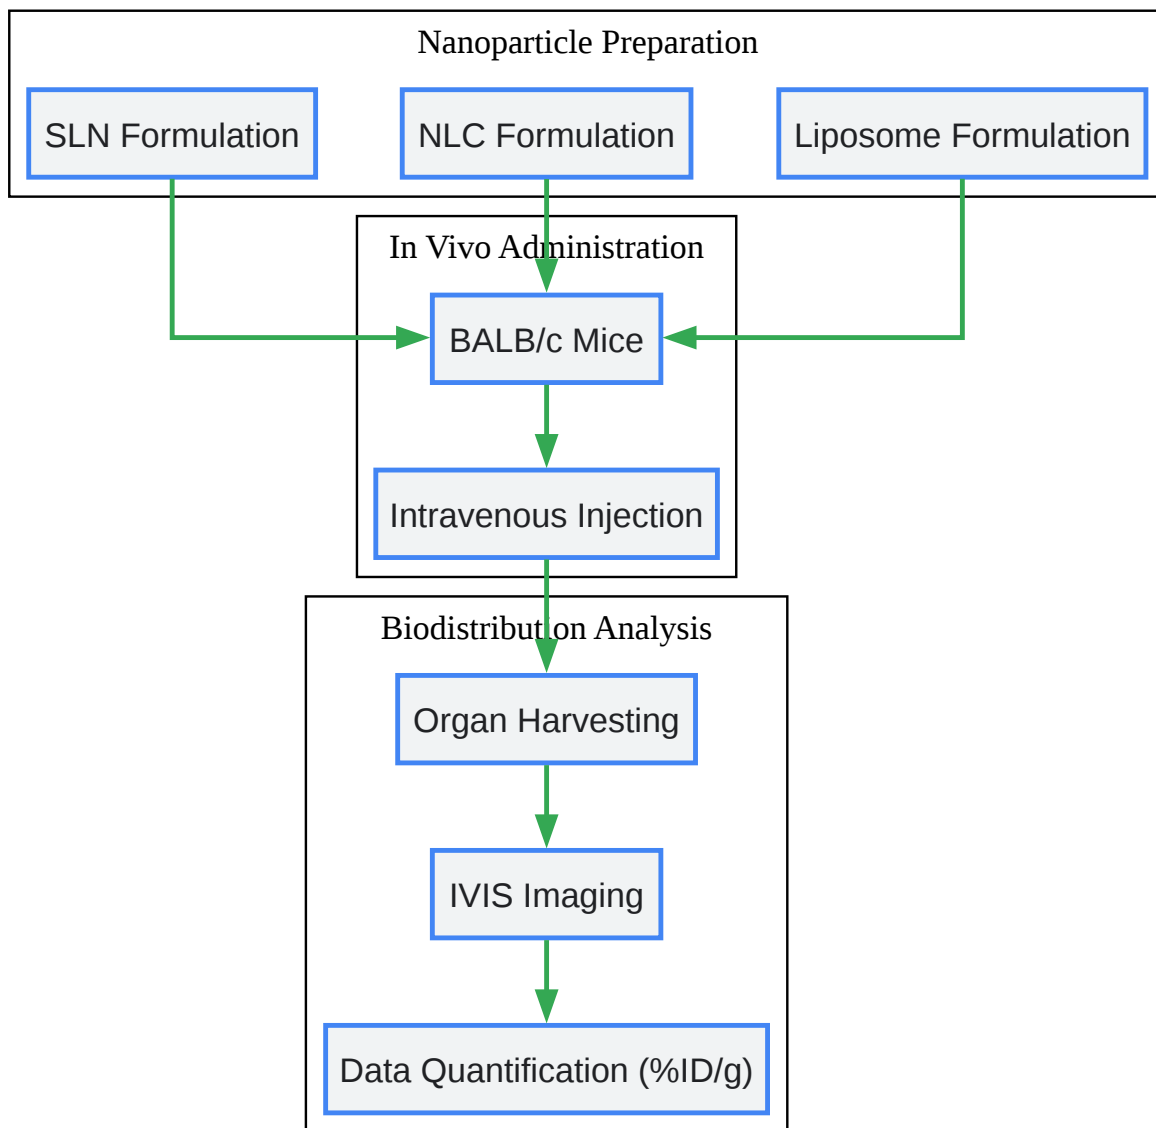 Nanoparticle Preparation
SLN Formulation
NLC Formulation
Liposome Formulation
In Vivo Administration
BALB/c Mice
Intravenous Injection
Biodistribution Analysis
Organ Harvesting
IVIS Imaging
Data Quantification (%ID/g)